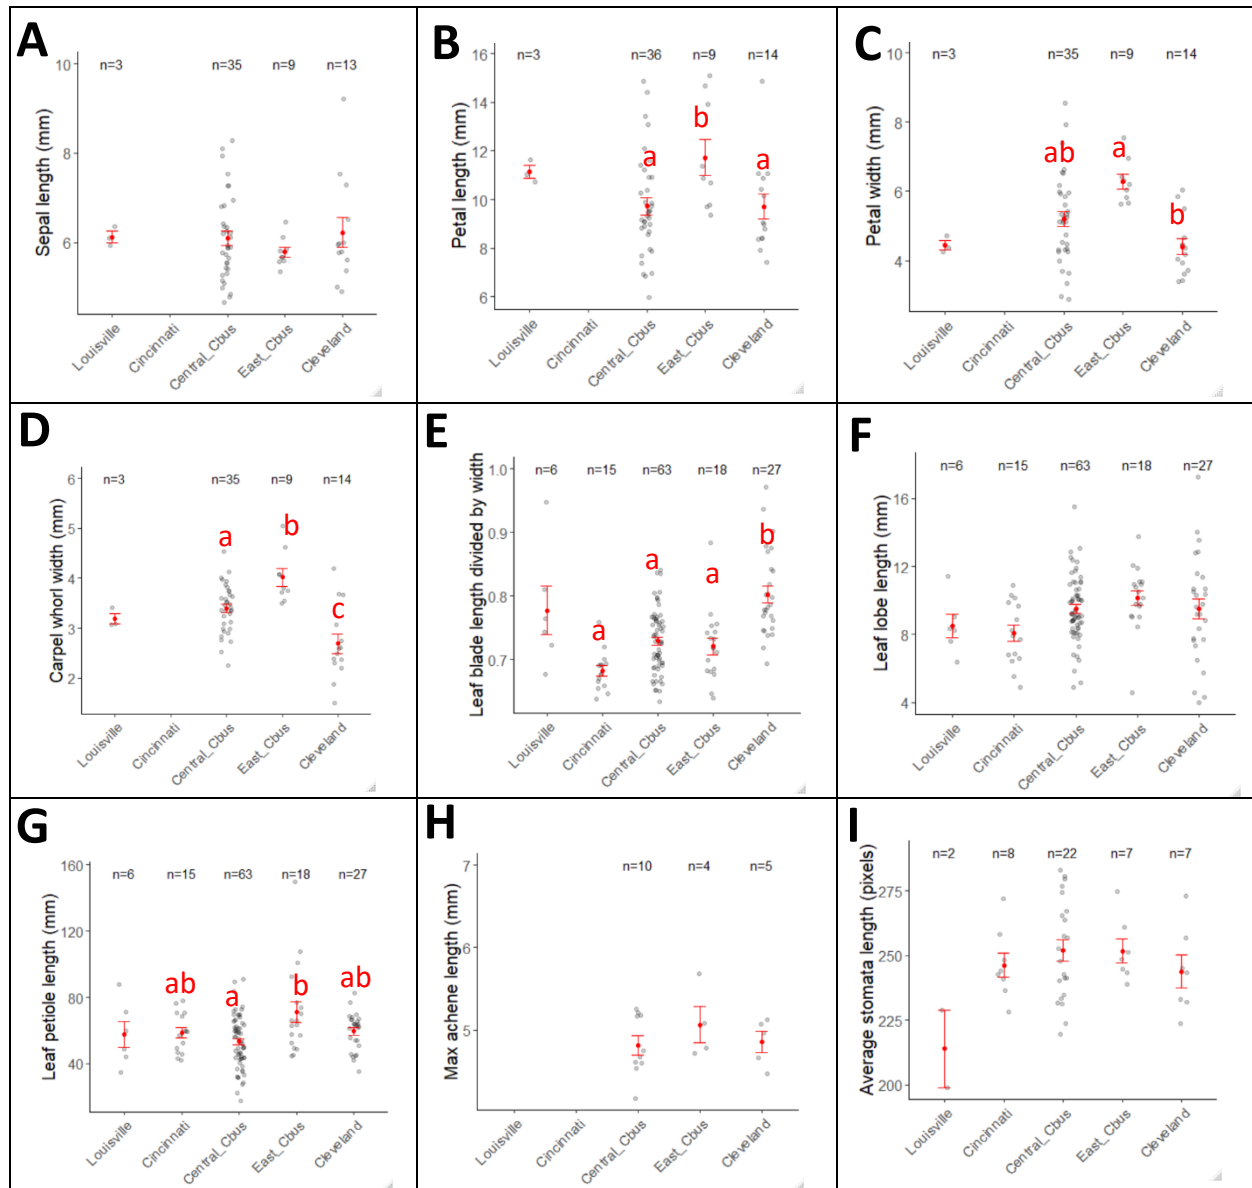 A
Sepal length (mm)
n=3 n=35 n=9 n=13
10
8
6
Louisville Cincinnati Central_Cbus East_Cbus Cleveland
B
Petal length (mm)
n=3 n=36 n=9 n=14
16
14
12
10
8
6
a b a
Louisville Cincinnati Central_Cbus East_Cbus Cleveland
C
Petal width (mm)
n=3 n=35 n=9 n=14
10
8
6
4
ab a b
Louisville Cincinnati Central_Cbus East_Cbus Cleveland
D
Carpel whorl width (mm)
n=3 n=35 n=9 n=14
6
5
4
3
2
a b c
Louisville Cincinnati Central_Cbus East_Cbus Cleveland
E
Leaf blade length divided by width
n=6 n=15 n=63 n=18 n=27
1.0
0.9
0.8
0.7
a a a b
Louisville Cincinnati Central_Cbus East_Cbus Cleveland
F
Leaf lobe length (mm)
n=6 n=15 n=63 n=18 n=27
16
12
8
4
Louisville Cincinnati Central_Cbus East_Cbus Cleveland
G
Leaf petiole length (mm)
n=6 n=15 n=63 n=18 n=27
160
120
80
40
ab a b ab
Louisville Cincinnati Central_Cbus East_Cbus Cleveland
H
Max achene length (mm)
n=10 n=4 n=5
7
6
5
Louisville Cincinnati Central_Cbus East_Cbus Cleveland
I
Average stomata length (pixels)
n=2 n=8 n=22 n=7 n=7
275
250
225
200
Louisville Cincinnati Central_Cbus East_Cbus Cleveland